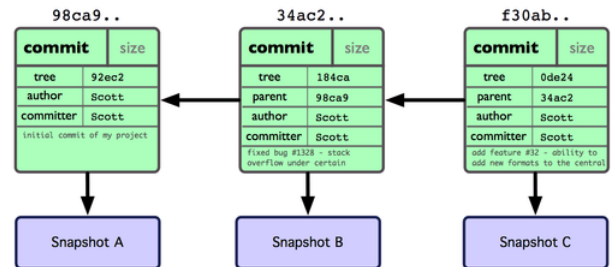 98ca9..
commit size
tree 92ec2
author Scott
committer Scott
initial commit of my project
Snapshot A
34ac2..
commit size
tree 184ca
parent 98ca9
author Scott
committer Scott
fixed bug #1328 - stack
overflow under certain
Snapshot B
f30ab..
commit size
tree 0de24
parent 34ac2
author Scott
committer Scott
add feature #32 - ability to
add new formats to the central
Snapshot C